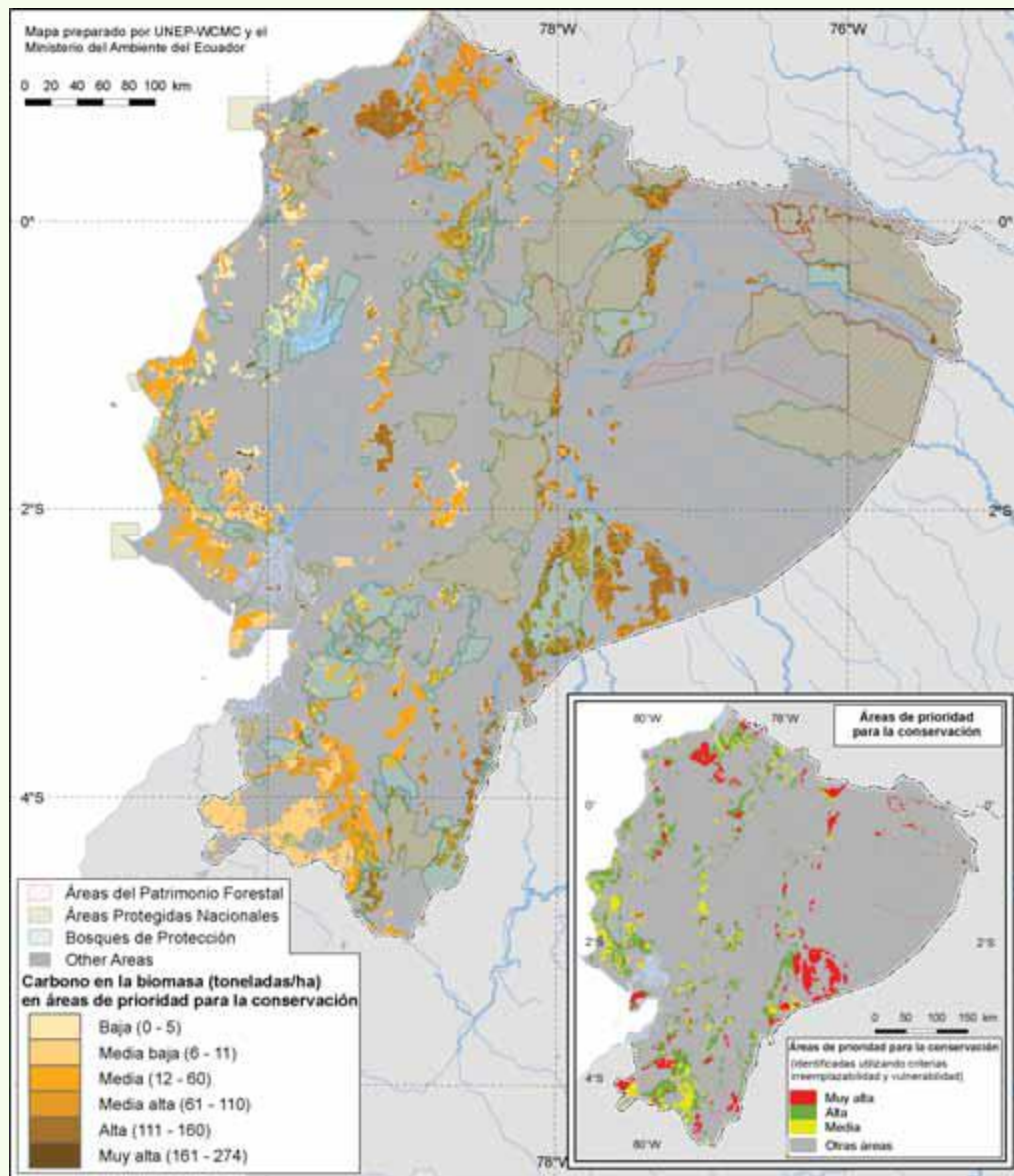 Mapa preparado por UNEP-WCMC y el
Ministerio del Ambiente del Ecuador
0 20 40 60 80 100 km
78°W
76°W
0°
0°
2°S
2°S
4°S
78°W
Áreas del Patrimonio Forestal
Áreas Protegidas Nacionales
Bosques de Protección
Other Areas
Carbono en la biomasa (toneladas/ha)
en áreas de prioridad para la conservación
Baja (0 - 5)
Media baja (6 - 11)
Media (12 - 60)
Media alta (61 - 110)
Alta (111 - 160)
Muy alta (161 - 274)
80°W
78°W
Áreas de prioridad
para la conservación
0°
0°
2°S
2°S
4°S
80°W
0 50 100 150 km
Áreas de prioridad para la conservación
(identificadas utilizando criterias
irreemplazabilidad y vulnerabilidad)
Muy alta
Alta
Media
Otras áreas